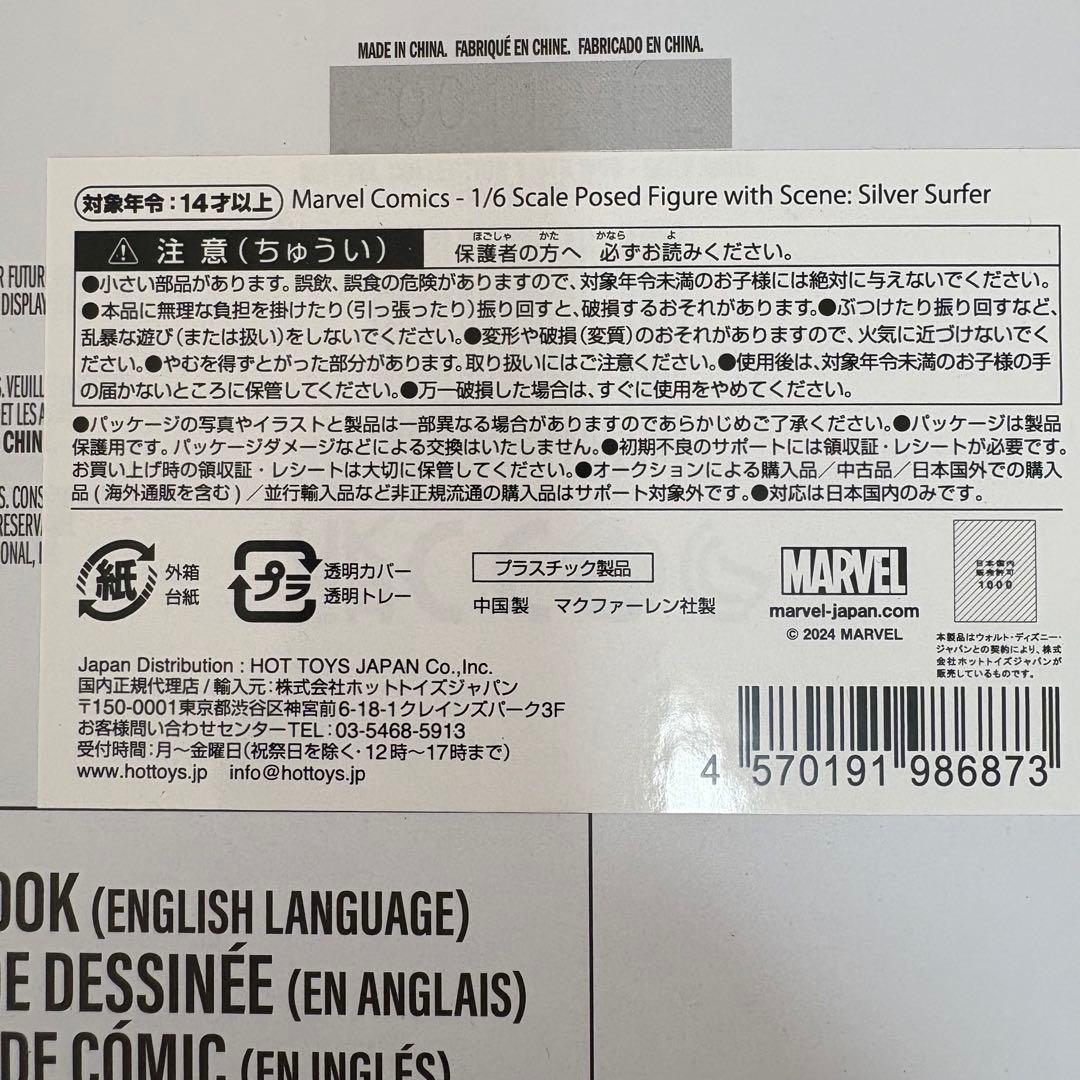 MADE IN CHINA. FABRIQUÉ EN CHINE. FABRICADO EN CHINA.
対象年令：14才以上 Marvel Comics - 1/6 Scale Posed Figure with Scene: Silver Surfer
注意（ちゅうい） 保護者の方へ 必ずお読みください。
ほごしゃ かた かなら よ
●小さい部品があります。誤飲、誤食の危険がありますので、対象年令未満のお子様には絶対に与えないでください。
●本品に無理な負担を掛けたり（引っ張ったり）振り回すと、破損するおそれがあります。●ぶつけたり振り回すなど、
乱暴な遊び（または扱い）をしないでください。●変形や破損（変質）のおそれがありますので、火気に近づけないでく
ださい。●やむを得ずとがった部分があります。取り扱いにはご注意ください。●使用後は、対象年令未満のお子様の手
の届かないところに保管してください。●万一破損した場合は、すぐに使用をやめてください。
●パッケージの写真やイラストと製品は一部異なる場合がありますのであらかじめご了承ください。●パッケージは製品
保護用です。パッケージダメージなどによる交換はいたしません。●初期不良のサポートには領収証・レシートが必要です。
お買い上げ時の領収証・レシートは大切に保管してください。●オークションによる購入品／中古品／日本国外での購入
品（海外通販を含む）／並行輸入品など非正規流通の購入品はサポート対象外です。●対応は日本国内のみです。
紙 外箱
台紙
プラ 透明カバー
透明トレー
プラスチック製品
中国製 マクファーレン社製
MARVEL
marvel-japan.com
© 2024 MARVEL
日本国内
販売許可
1000
本製品はウォルト・ディズニー・
ジャパンとの契約により、株式
会社ホットトイズジャパンが
販売しているものです。
Japan Distribution : HOT TOYS JAPAN Co.,Inc.
国内正規代理店 / 輸入元：株式会社ホットトイズジャパン
〒150-0001東京都渋谷区神宮前6-18-1クレインズパーク3F
お客様問い合わせセンターTEL：03-5468-5913
受付時間：月～金曜日（祝祭日を除く・12時～17時まで）
www.hottoys.jp info@hottoys.jp
4 570191 986873
R FUTUR
DISPLAY
S. VEUILL
ET LES A
CHIN
S. CONS
RESERV
ONAL, I
OOK (ENGLISH LANGUAGE)
DE DESSINÉE (EN ANGLAIS)
DE CÓMIC (EN INGLÉS)